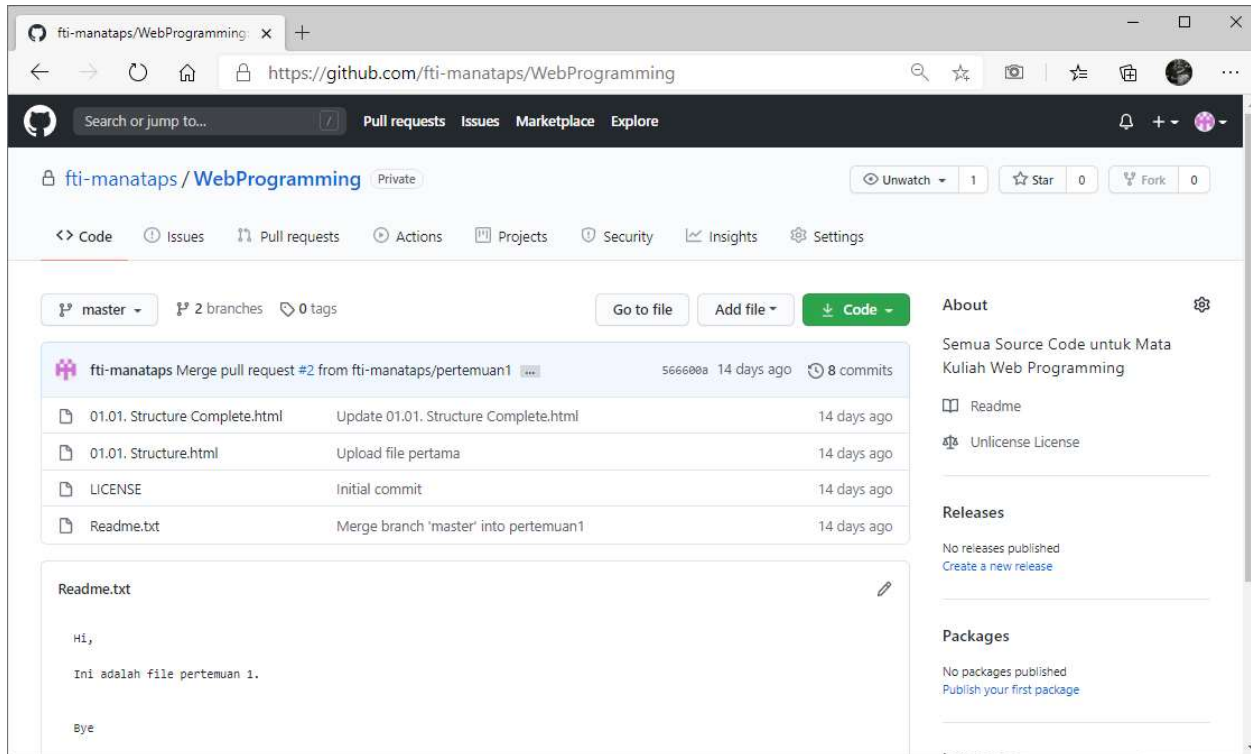 fti-manataps/WebProgramming:
https://github.com/fti-manataps/WebProgramming
Search or jump to... / Pull requests Issues Marketplace Explore
fti-manataps / WebProgramming Private Unwatch 1 Star 0 Fork 0
<> Code Issues Pull requests Actions Projects Security Insights Settings
master 2 branches 0 tags Go to file Add file Code
fti-manataps Merge pull request #2 from fti-manataps/pertemuan1 ... 566600a 14 days ago 8 commits
01.01. Structure Complete.html Update 01.01. Structure Complete.html 14 days ago
01.01. Structure.html Upload file pertama 14 days ago
LICENSE Initial commit 14 days ago
Readme.txt Merge branch 'master' into pertemuan1 14 days ago
Readme.txt
Hi,
Ini adalah file pertemuan 1.
Bye
About
Semua Source Code untuk Mata
Kuliah Web Programming
Readme
Unlicense License
Releases
No releases published
Create a new release
Packages
No packages published
Publish your first package